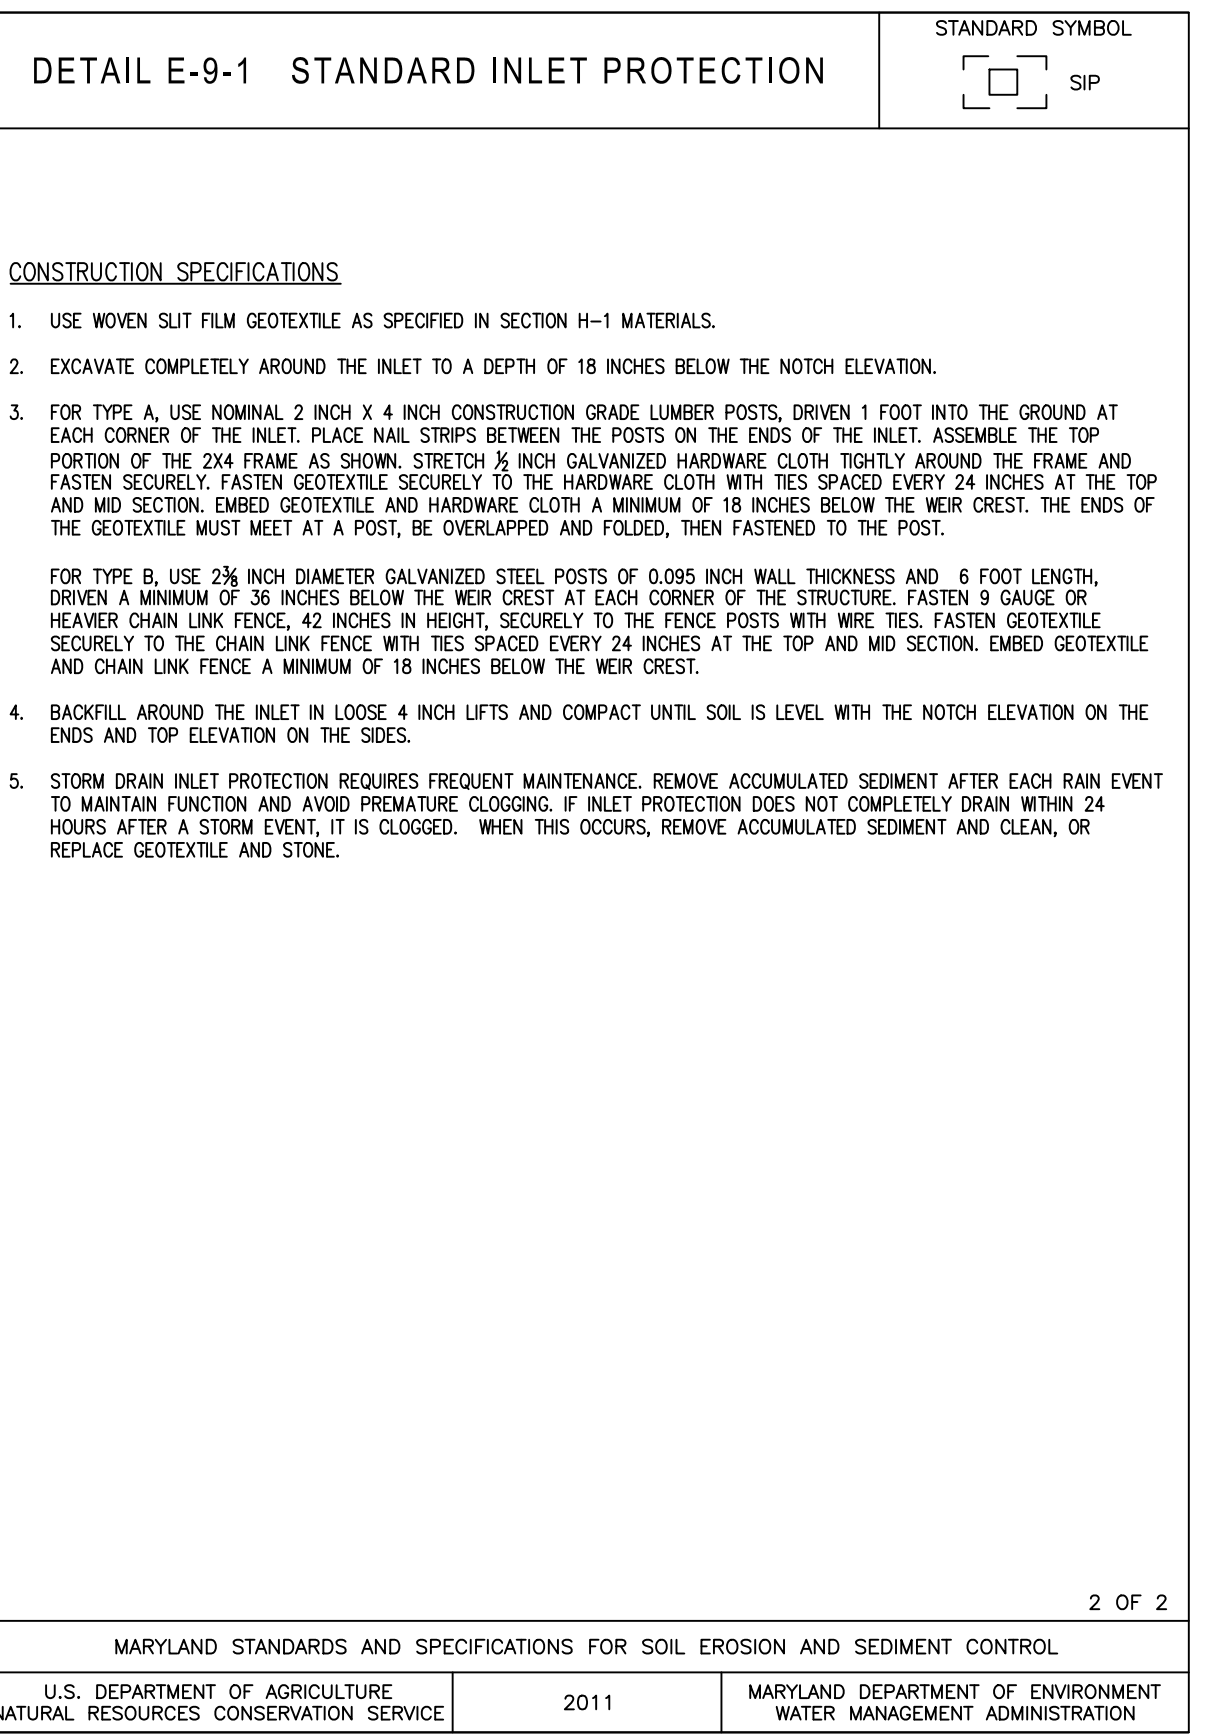 DETAIL E-9-1 STANDARD INLET PROTECTION
STANDARD SYMBOL
SIP
CONSTRUCTION SPECIFICATIONS
1. USE WOVEN SLIT FILM GEOTEXTILE AS SPECIFIED IN SECTION H-1 MATERIALS.
2. EXCAVATE COMPLETELY AROUND THE INLET TO A DEPTH OF 18 INCHES BELOW THE NOTCH ELEVATION.
3. FOR TYPE A, USE NOMINAL 2 INCH X 4 INCH CONSTRUCTION GRADE LUMBER POSTS, DRIVEN 1 FOOT INTO THE GROUND AT
EACH CORNER OF THE INLET. PLACE NAIL STRIPS BETWEEN THE POSTS ON THE ENDS OF THE INLET. ASSEMBLE THE TOP
PORTION OF THE 2X4 FRAME AS SHOWN. STRETCH ½ INCH GALVANIZED HARDWARE CLOTH TIGHTLY AROUND THE FRAME AND
FASTEN SECURELY. FASTEN GEOTEXTILE SECURELY TO THE HARDWARE CLOTH WITH TIES SPACED EVERY 24 INCHES AT THE TOP
AND MID SECTION. EMBED GEOTEXTILE AND HARDWARE CLOTH A MINIMUM OF 18 INCHES BELOW THE WEIR CREST. THE ENDS OF
THE GEOTEXTILE MUST MEET AT A POST, BE OVERLAPPED AND FOLDED, THEN FASTENED TO THE POST.
FOR TYPE B, USE 2⅜ INCH DIAMETER GALVANIZED STEEL POSTS OF 0.095 INCH WALL THICKNESS AND 6 FOOT LENGTH,
DRIVEN A MINIMUM OF 36 INCHES BELOW THE WEIR CREST AT EACH CORNER OF THE STRUCTURE. FASTEN 9 GAUGE OR
HEAVIER CHAIN LINK FENCE, 42 INCHES IN HEIGHT, SECURELY TO THE FENCE POSTS WITH WIRE TIES. FASTEN GEOTEXTILE
SECURELY TO THE CHAIN LINK FENCE WITH TIES SPACED EVERY 24 INCHES AT THE TOP AND MID SECTION. EMBED GEOTEXTILE
AND CHAIN LINK FENCE A MINIMUM OF 18 INCHES BELOW THE WEIR CREST.
4. BACKFILL AROUND THE INLET IN LOOSE 4 INCH LIFTS AND COMPACT UNTIL SOIL IS LEVEL WITH THE NOTCH ELEVATION ON THE
ENDS AND TOP ELEVATION ON THE SIDES.
5. STORM DRAIN INLET PROTECTION REQUIRES FREQUENT MAINTENANCE. REMOVE ACCUMULATED SEDIMENT AFTER EACH RAIN EVENT
TO MAINTAIN FUNCTION AND AVOID PREMATURE CLOGGING. IF INLET PROTECTION DOES NOT COMPLETELY DRAIN WITHIN 24
HOURS AFTER A STORM EVENT, IT IS CLOGGED. WHEN THIS OCCURS, REMOVE ACCUMULATED SEDIMENT AND CLEAN, OR
REPLACE GEOTEXTILE AND STONE.
2 OF 2
MARYLAND STANDARDS AND SPECIFICATIONS FOR SOIL EROSION AND SEDIMENT CONTROL
U.S. DEPARTMENT OF AGRICULTURE
NATURAL RESOURCES CONSERVATION SERVICE
2011
MARYLAND DEPARTMENT OF ENVIRONMENT
WATER MANAGEMENT ADMINISTRATION